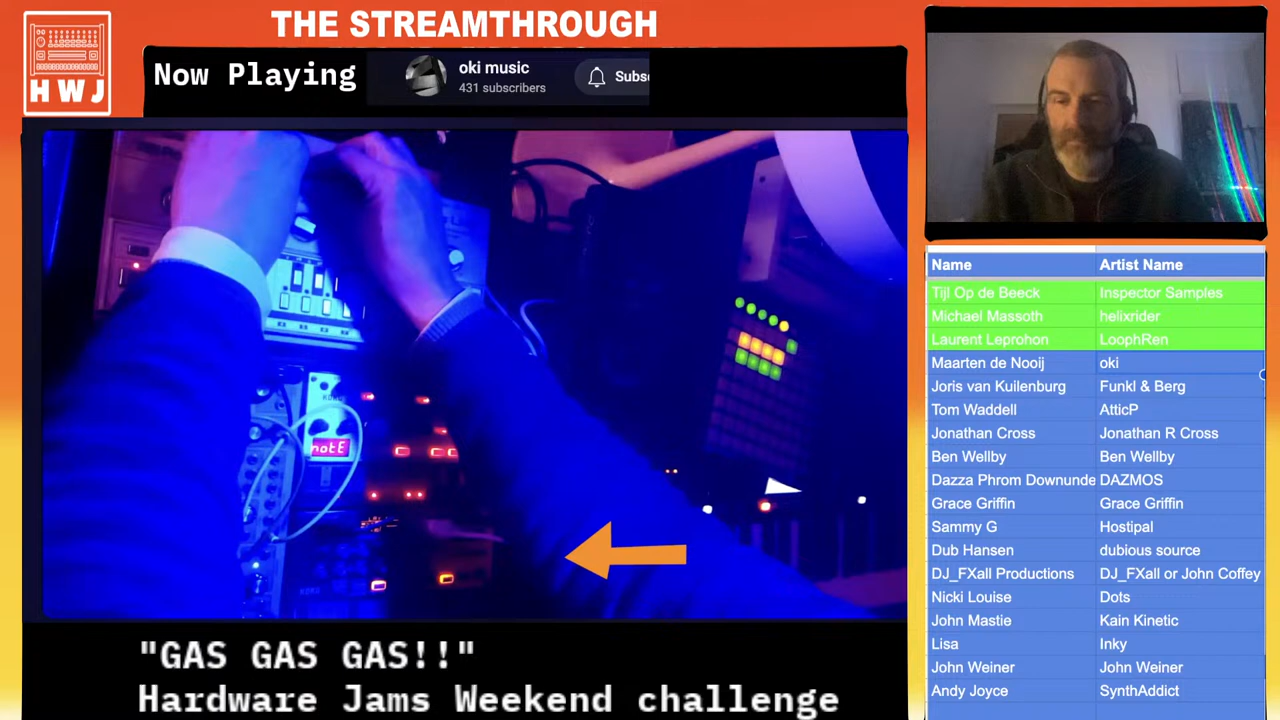 THE STREAMTHROUGH
HWJ
Now Playing
oki music
431 subscribers
Subs
notE
"GAS GAS GAS!!"
Hardware Jams Weekend challenge
Name Artist Name
Tijl Op de Beeck Inspector Samples
Michael Massoth helixrider
Laurent Leprohon LoophRen
Maarten de Nooij oki
Joris van Kuilenburg Funkl & Berg
Tom Waddell AtticP
Jonathan Cross Jonathan R Cross
Ben Wellby Ben Wellby
Dazza Phrom Downunde DAZMOS
Grace Griffin Grace Griffin
Sammy G Hostipal
Dub Hansen dubious source
DJ_FXall Productions DJ_FXall or John Coffey
Nicki Louise Dots
John Mastie Kain Kinetic
Lisa Inky
John Weiner John Weiner
Andy Joyce SynthAddict